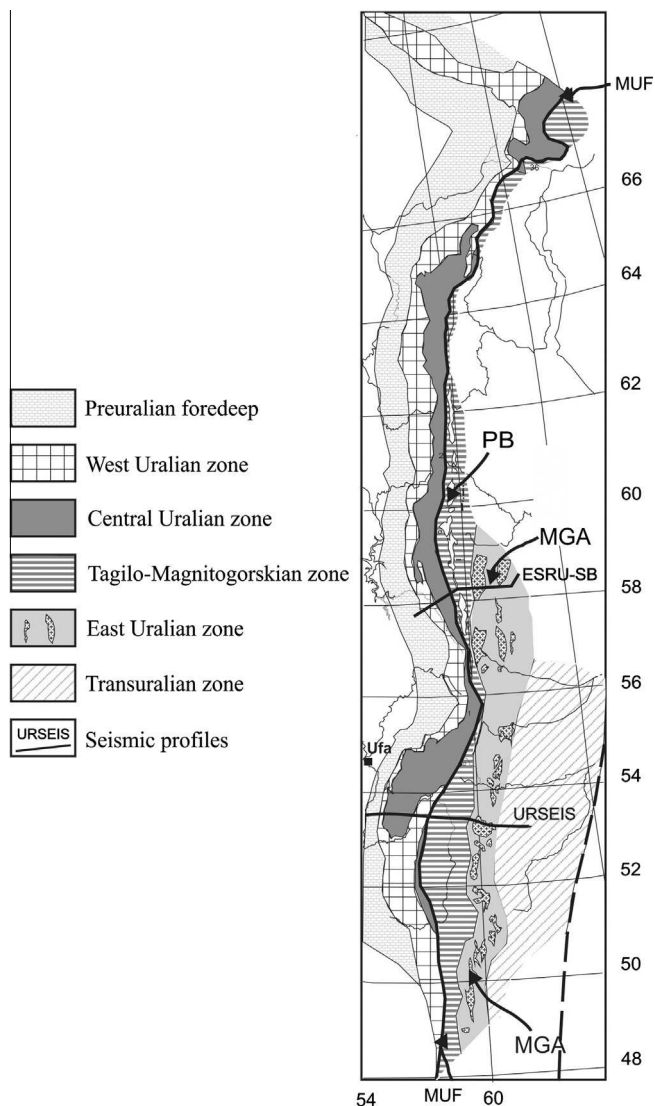 MUF
66
64
62
Preuralian foredeep
West Uralian zone
PB
60
Central Uralian zone
MGA
Tagilo-Magnitogorskian zone
ESRU-SB
58
East Uralian zone
Transuralian zone
56
URSEIS
Seismic profiles
Ufa
54
URSEIS
52
50
MGA
48
54
MUF
60